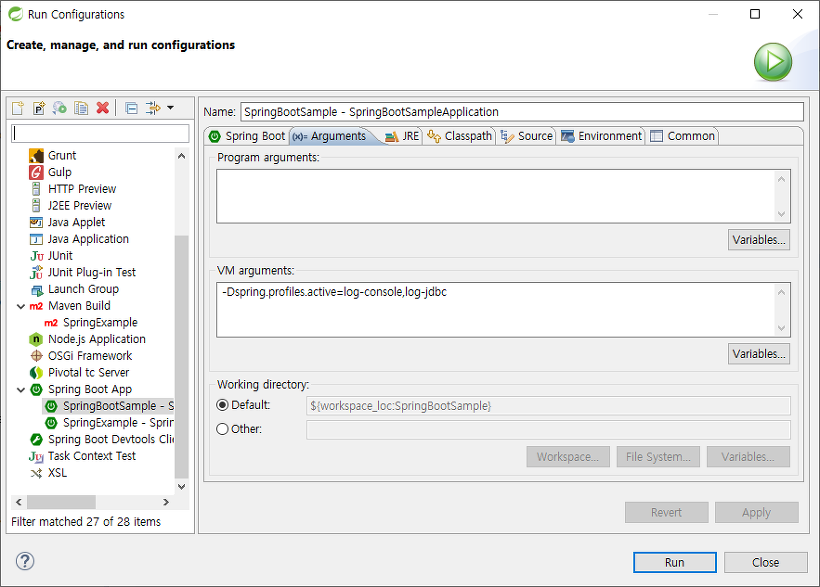 Run Configurations
Create, manage, and run configurations
Name: SpringBootSample - SpringBootSampleApplication
Spring Boot (x)= Arguments JRE Classpath Source Environment Common
Grunt
Gulp
HTTP Preview
J2EE Preview
Java Applet
Java Application
JUnit
JUnit Plug-in Test
Launch Group
Maven Build
SpringExample
Node.js Application
OSGi Framework
Pivotal tc Server
Spring Boot App
SpringBootSample - S
SpringExample - Sprin
Spring Boot Devtools Clie
Task Context Test
XSL
Filter matched 27 of 28 items
Program arguments:
Variables...
VM arguments:
-Dspring.profiles.active=log-console,log-jdbc
Variables...
Working directory:
Default: ${workspace_loc:SpringBootSample}
Other:
Workspace... File System... Variables...
Revert Apply
Run Close